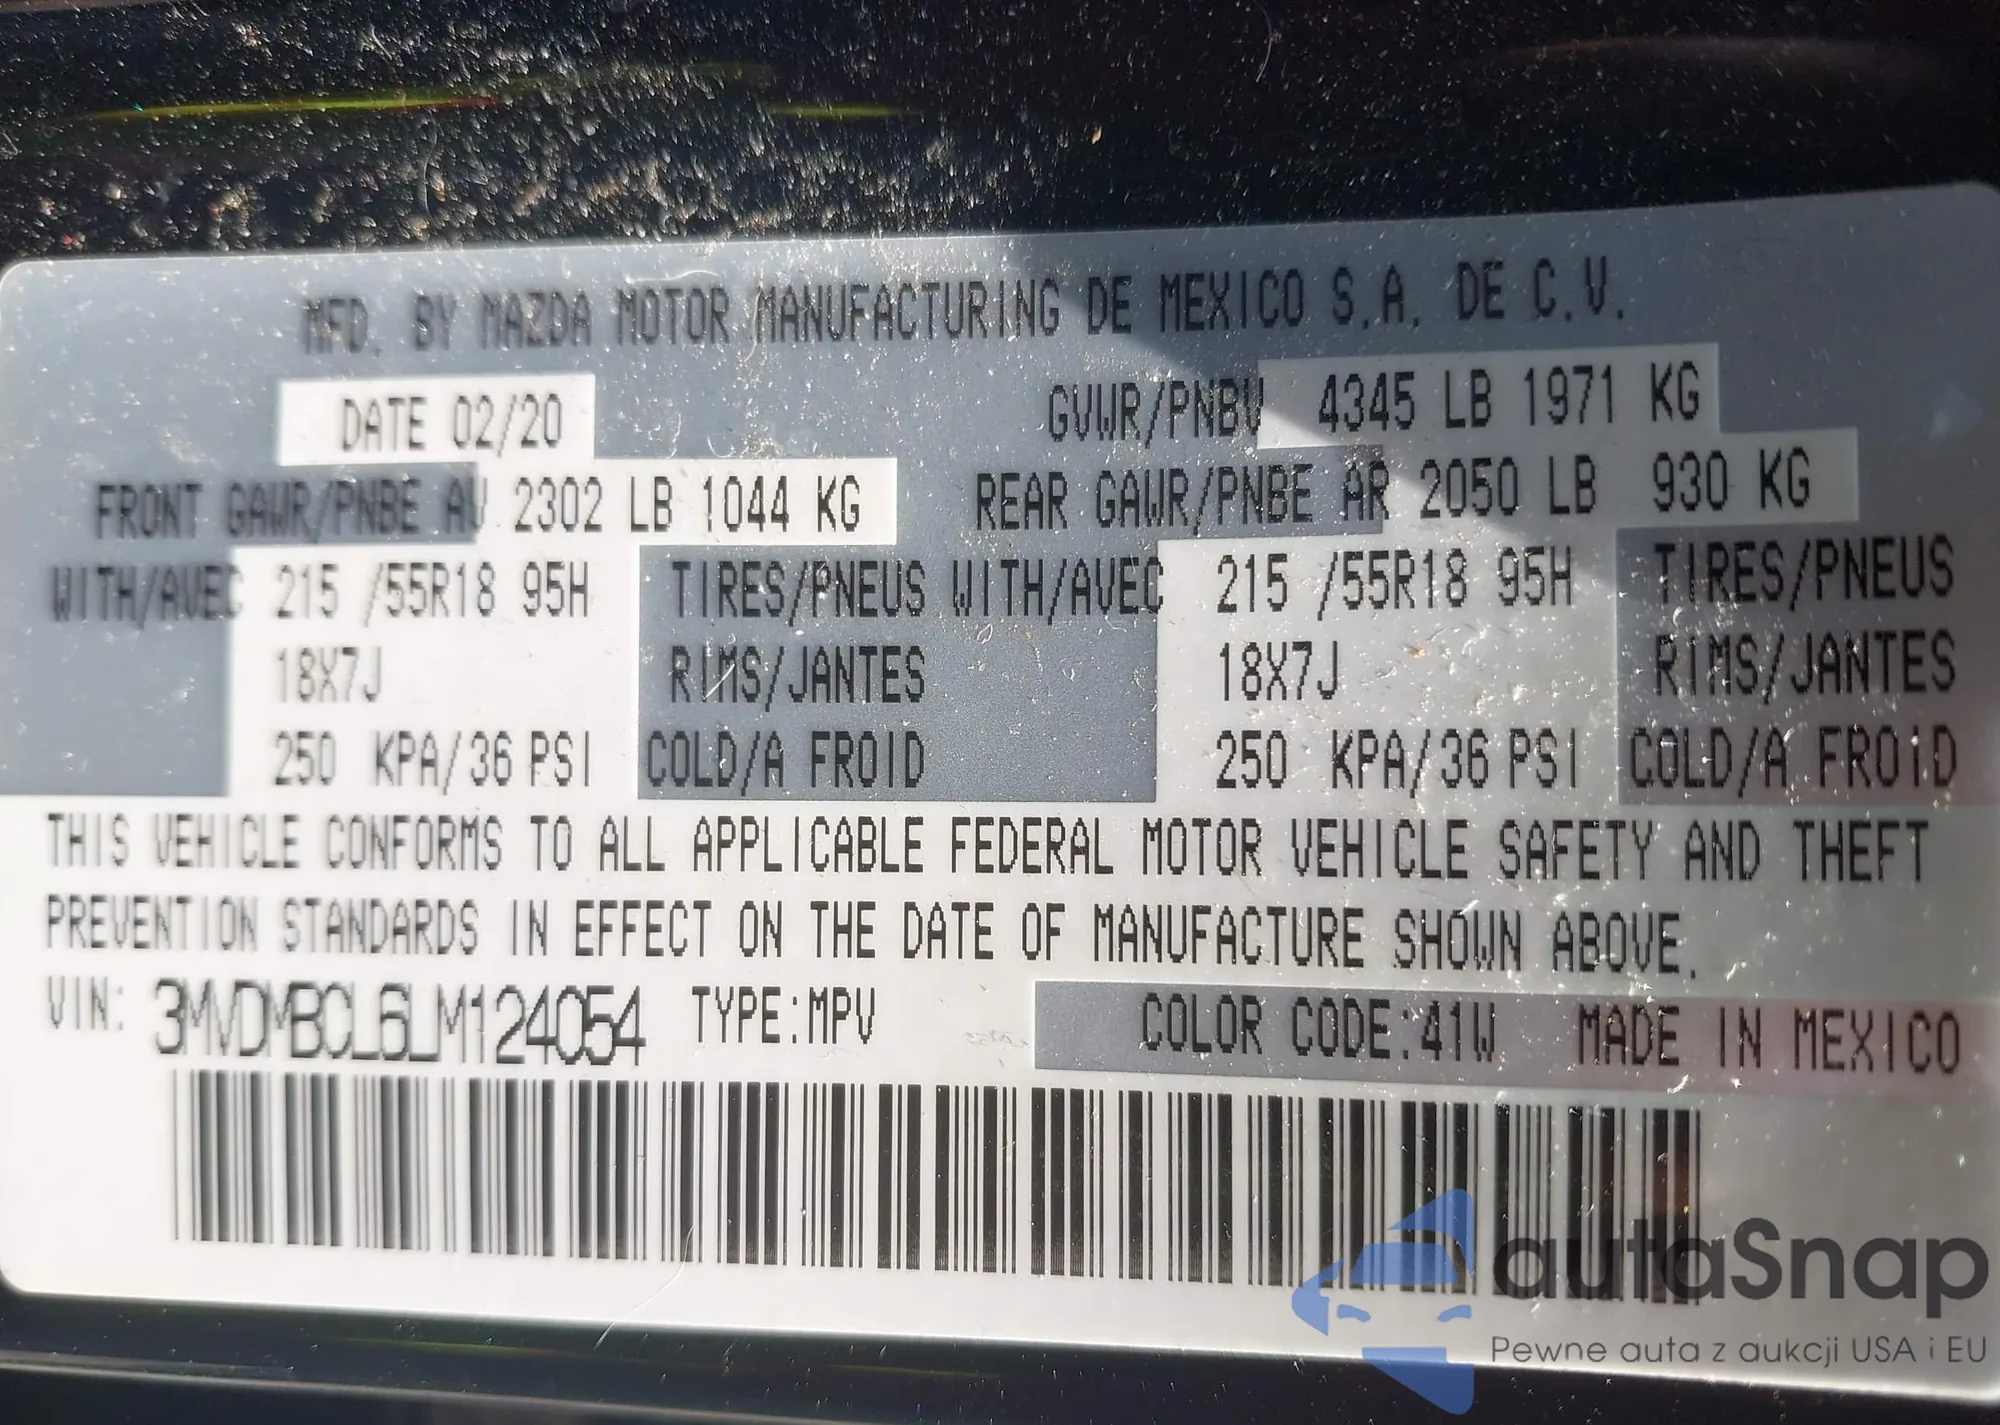 MFD. BY MAZDA MOTOR MANUFACTURING DE MEXICO S.A. DE C.V.
DATE 02/20 GVWR/PNBV 4345 LB 1971 KG
FRONT GAWR/PNBE AV 2302 LB 1044 KG REAR GAWR/PNBE AR 2050 LB 930 KG
WITH/AVEC 215 /55R18 95H TIRES/PNEUS WITH/AVEC 215 /55R18 95H TIRES/PNEUS
18X7J RIMS/JANTES 18X7J RIMS/JANTES
250 KPA/36 PSI COLD/A FROID 250 KPA/36 PSI COLD/A FROID
THIS VEHICLE CONFORMS TO ALL APPLICABLE FEDERAL MOTOR VEHICLE SAFETY AND THEFT
PREVENTION STANDARDS IN EFFECT ON THE DATE OF MANUFACTURE SHOWN ABOVE.
VIN: 3MVDMBCL6LM124054 TYPE:MPV COLOR CODE:41W MADE IN MEXICO
autaSnap
Pewne auta z aukcji USA i EU